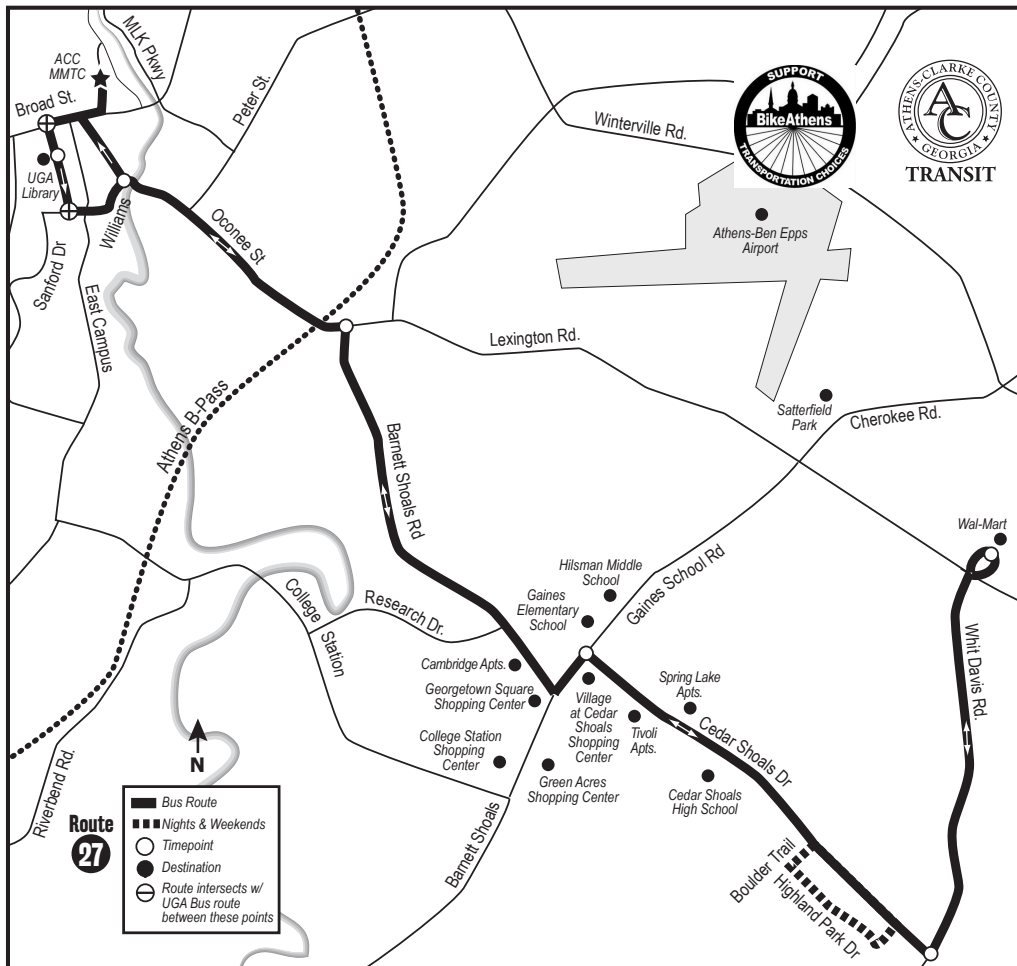 MLK Pkwy
ACC
MMTC
Broad St.
Peter St.
SUPPORT
BikeAthens
TRANSPORTATION CHOICES
ATHENS-CLARKE COUNTY
AC
GEORGIA
TRANSIT
Winterville Rd.
UGA
Library
Williams
Sanford Dr
East Campus
Oconee St
Athens-Ben Epps
Airport
Lexington Rd.
Athens B-Pass
Satterfield
Park
Cherokee Rd.
Barnett Shoals Rd
Wal-Mart
Hilsman Middle
School
Gaines School Rd
Gaines
Elementary
School
College
Station
Research Dr.
Whit Davis Rd.
Cambridge Apts.
Georgetown Square
Shopping Center
Spring Lake
Apts.
Village
at Cedar
Shoals
Shopping
Center
Tivoli
Apts.
Cedar Shoals Dr
College Station
Shopping
Center
Green Acres
Shopping Center
Cedar Shoals
High School
N
Riverbend Rd.
Barnett Shoals
Boulder Trail
Highland Park Dr
Route
27
Bus Route
Nights & Weekends
Timepoint
Destination
Route intersects w/
UGA Bus route
between these points